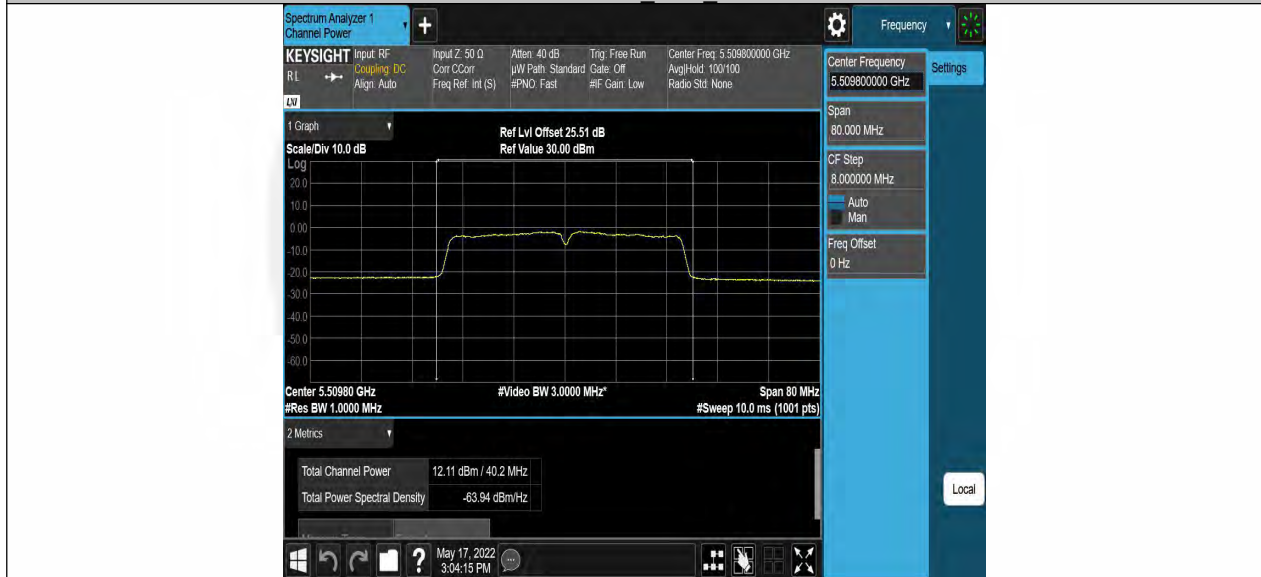 Spectrum Analyzer 1
Channel Power
+
Frequency
KEYSIGHT
RL
LXI
Input: RF
Coupling: DC
Align: Auto
Input Z: 50 Ω
Corr CCorr
Freq Ref: Int (S)
Atten: 40 dB
µW Path: Standard
#PNO: Fast
Trig: Free Run
Gate: Off
#IF Gain: Low
Center Freq: 5.509800000 GHz
Avg|Hold: 100/100
Radio Std: None
Center Frequency
5.509800000 GHz
Settings
Span
80.000 MHz
CF Step
8.000000 MHz
Auto
Man
Freq Offset
0 Hz
1 Graph
Scale/Div 10.0 dB
Ref Lvl Offset 25.51 dB
Ref Value 30.00 dBm
Log
20.0
10.0
0.00
-10.0
-20.0
-30.0
-40.0
-50.0
-60.0
Center 5.50980 GHz
#Res BW 1.0000 MHz
#Video BW 3.0000 MHz*
Span 80 MHz
#Sweep 10.0 ms (1001 pts)
2 Metrics
Total Channel Power 12.11 dBm / 40.2 MHz
Total Power Spectral Density -63.94 dBm/Hz
Local
?
May 17, 2022
3:04:15 PM